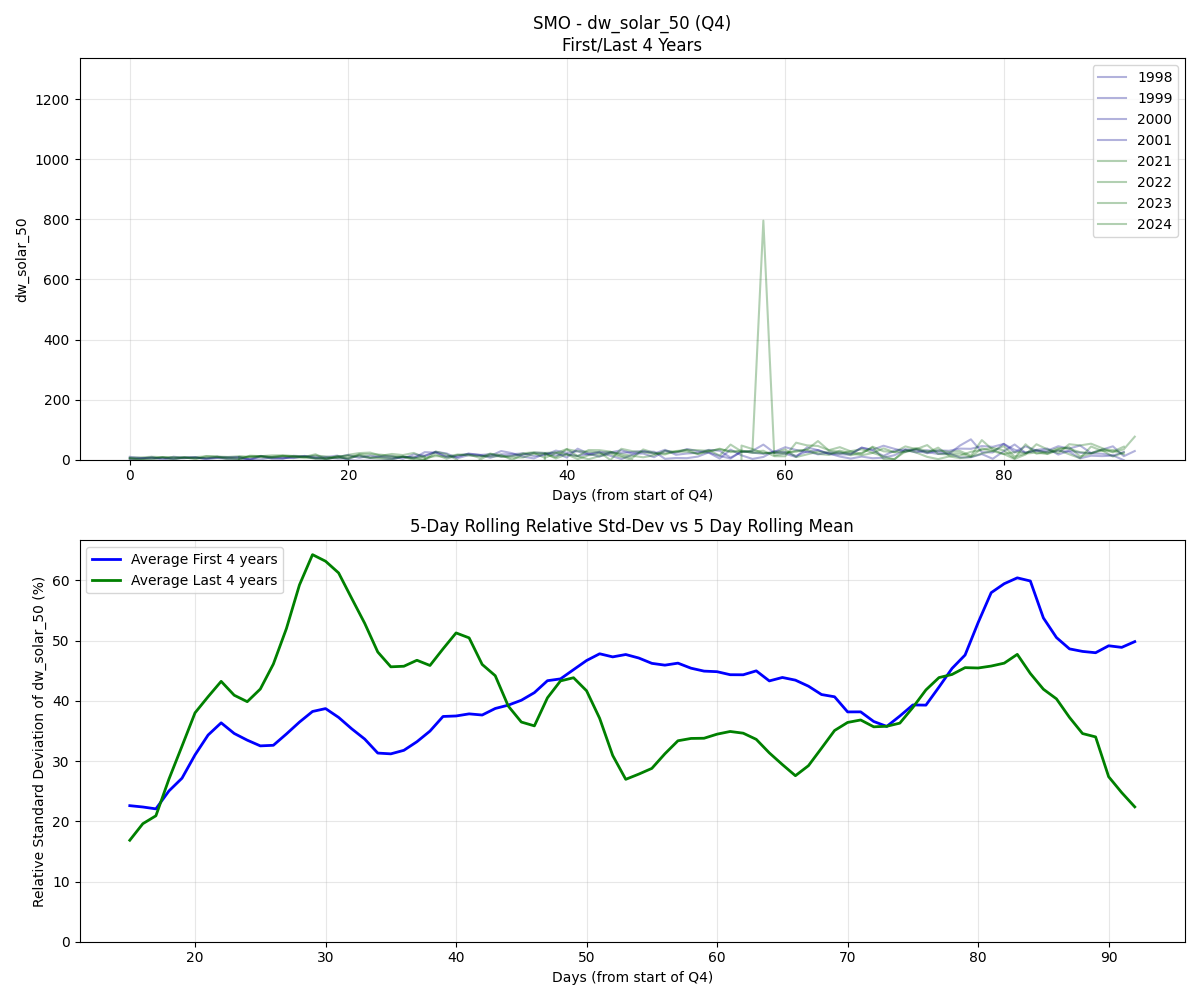 SMO - dw_solar_50 (Q4)
First/Last 4 Years
1200
1000
800
600
400
200
0
dw_solar_50
0 20 40 60 80
Days (from start of Q4)
1998
1999
2000
2001
2021
2022
2023
2024
5-Day Rolling Relative Std-Dev vs 5 Day Rolling Mean
Average First 4 years
Average Last 4 years
60
50
40
30
20
10
0
Relative Standard Deviation of dw_solar_50 (%)
20 30 40 50 60 70 80 90
Days (from start of Q4)